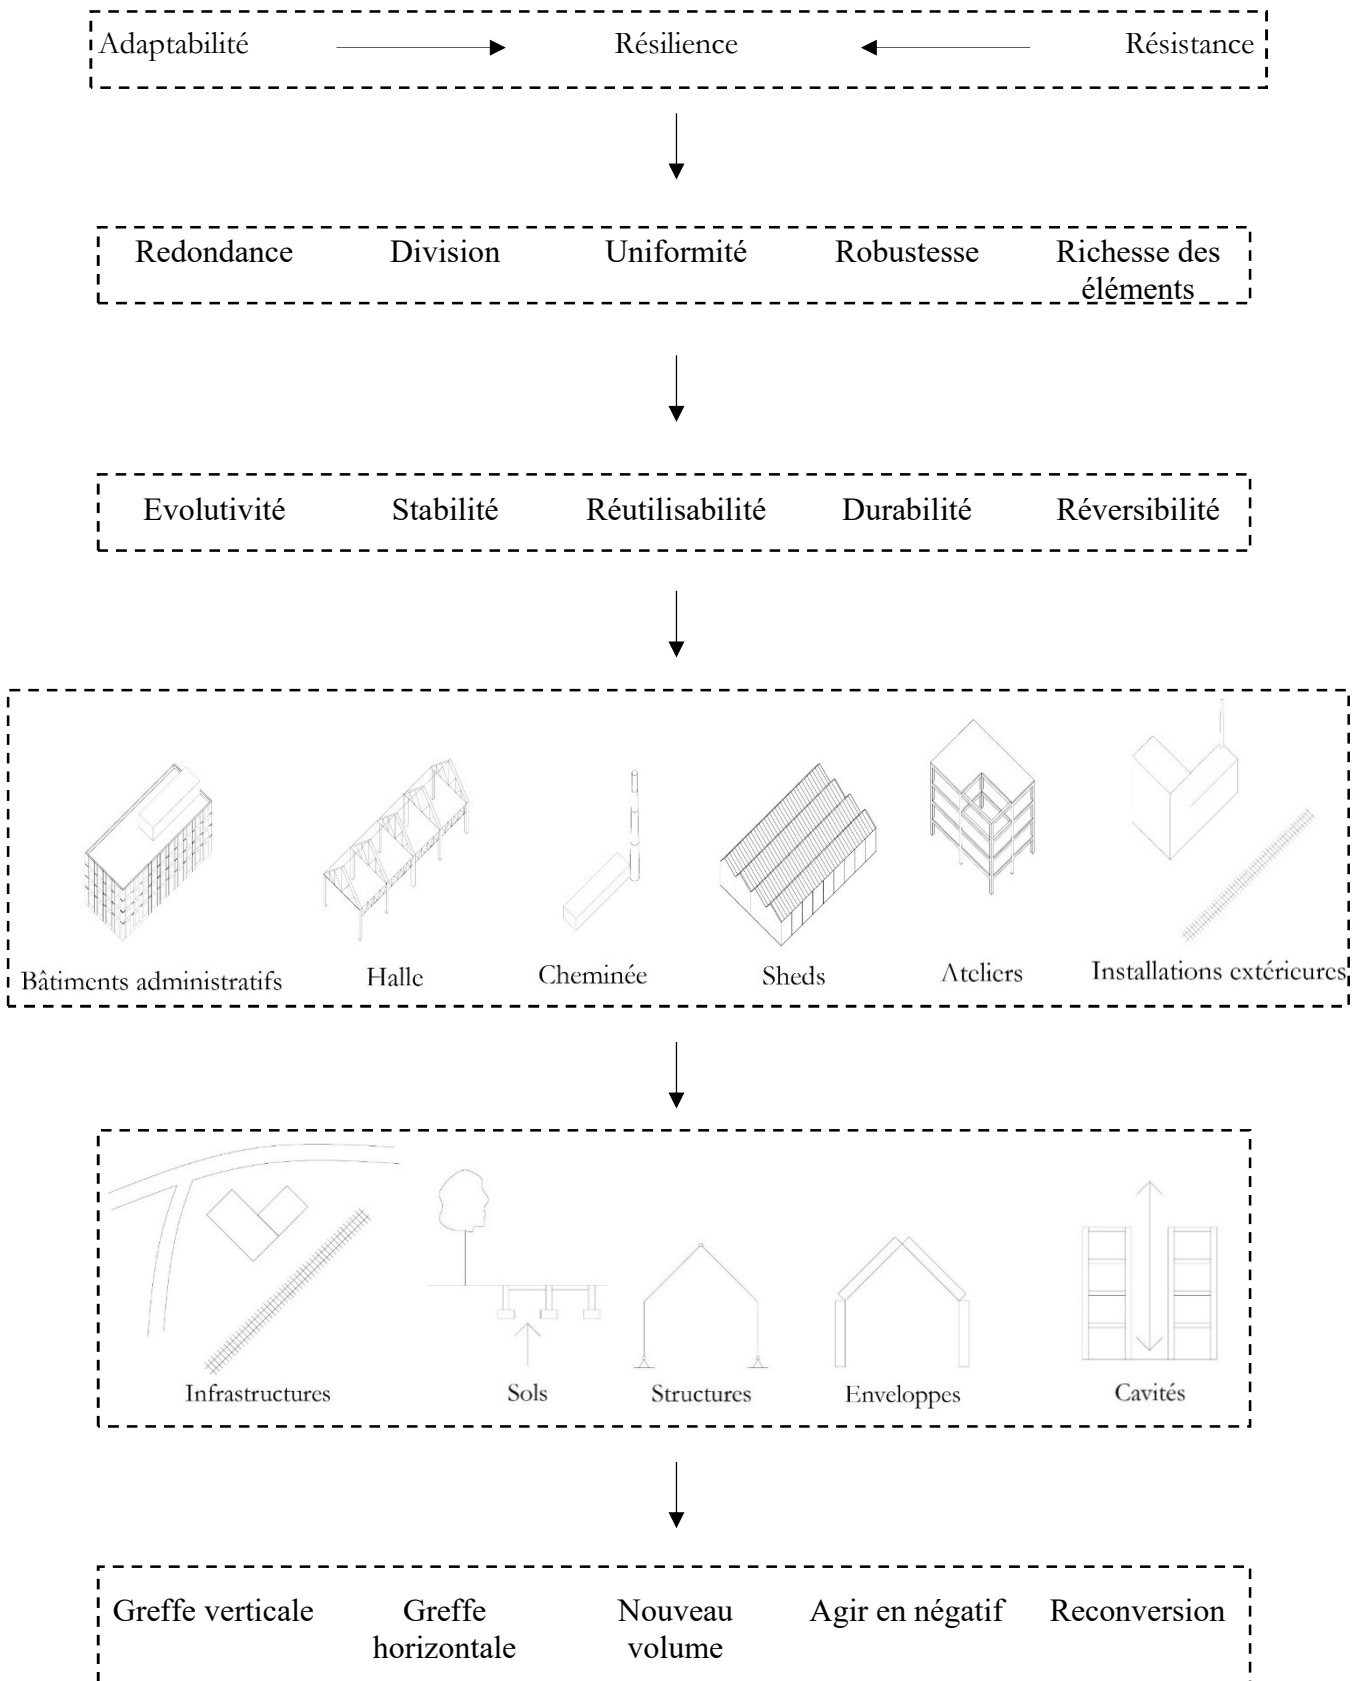 Adaptabilité Résilience Résistance
Redondance Division Uniformité Robustesse Richesse des
éléments
Evolutivité Stabilité Réutilisabilité Durabilité Réversibilité
Bâtiments administratifs Halle Cheminée Sheds Ateliers Installations extérieures
Infrastructures Sols Structures Enveloppes Cavités
Greffe verticale Greffe Nouveau Agir en négatif Reconversion
horizontale volume